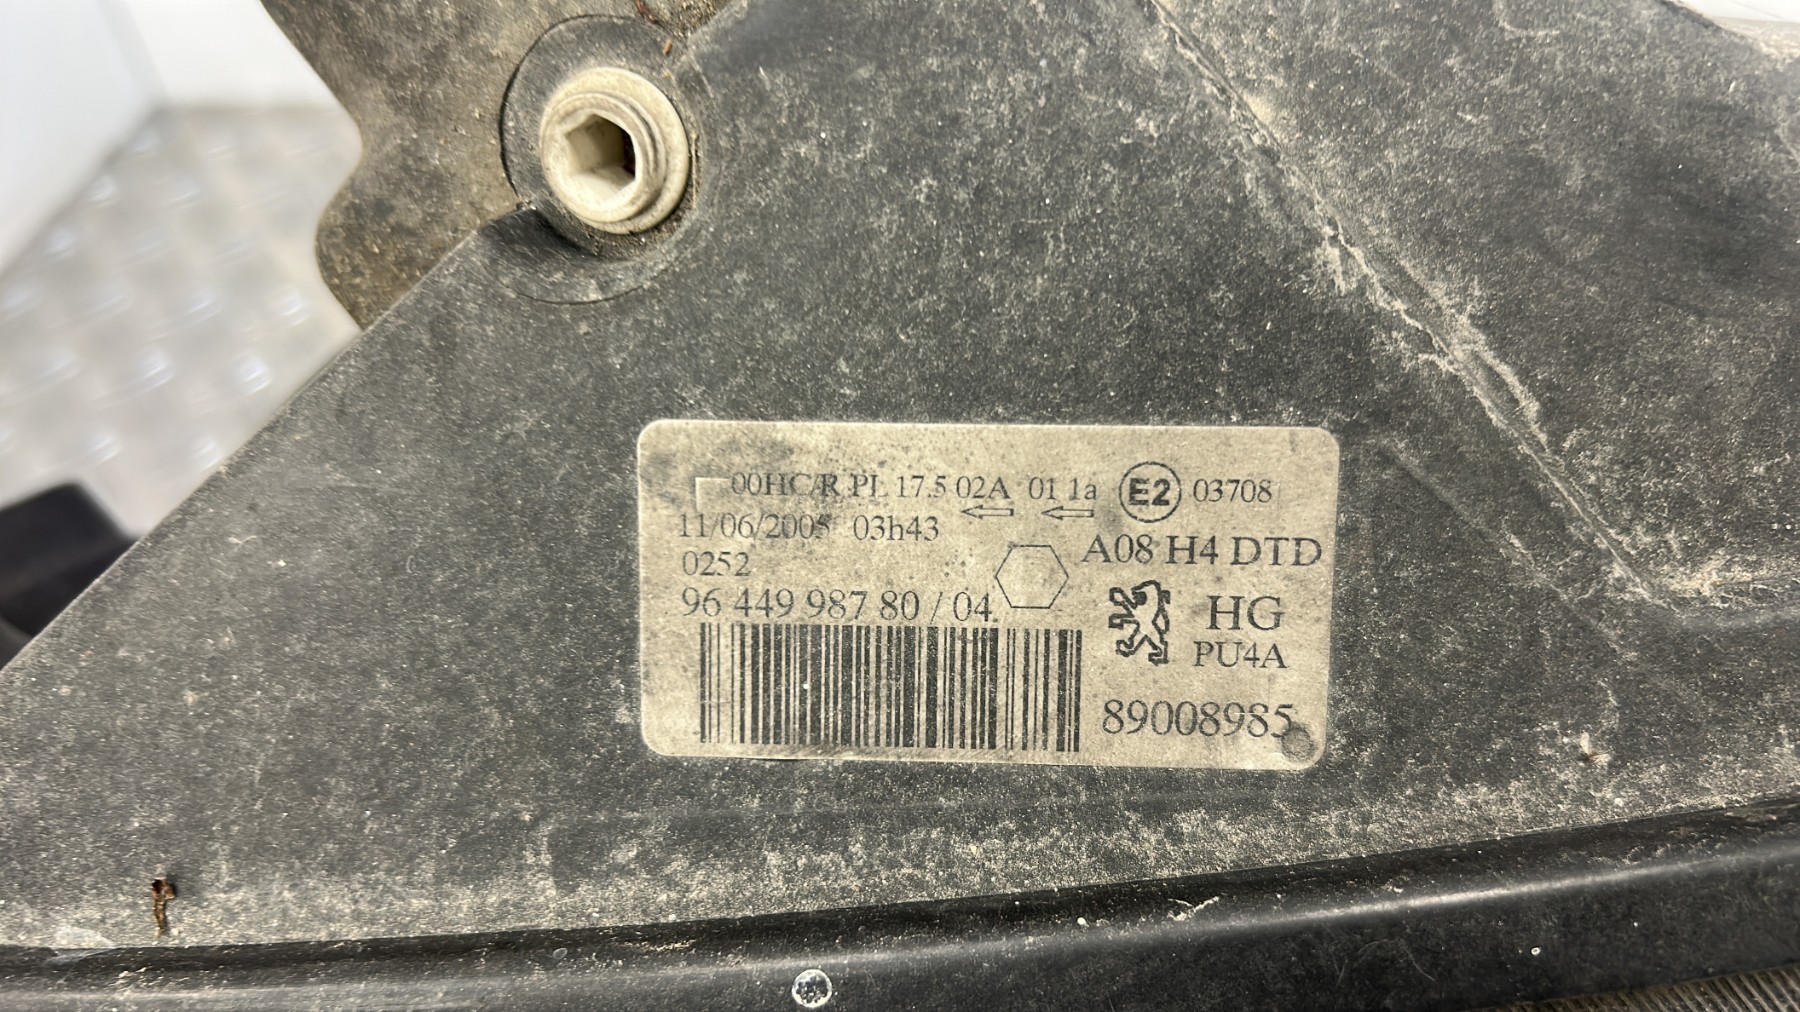 00HC/R PL 17.5 02A 01 1a E2 03708
11/06/2005 03h43
A08 H4 DTD
0252
96 449 987 80 / 04
HG
PU4A
89008985